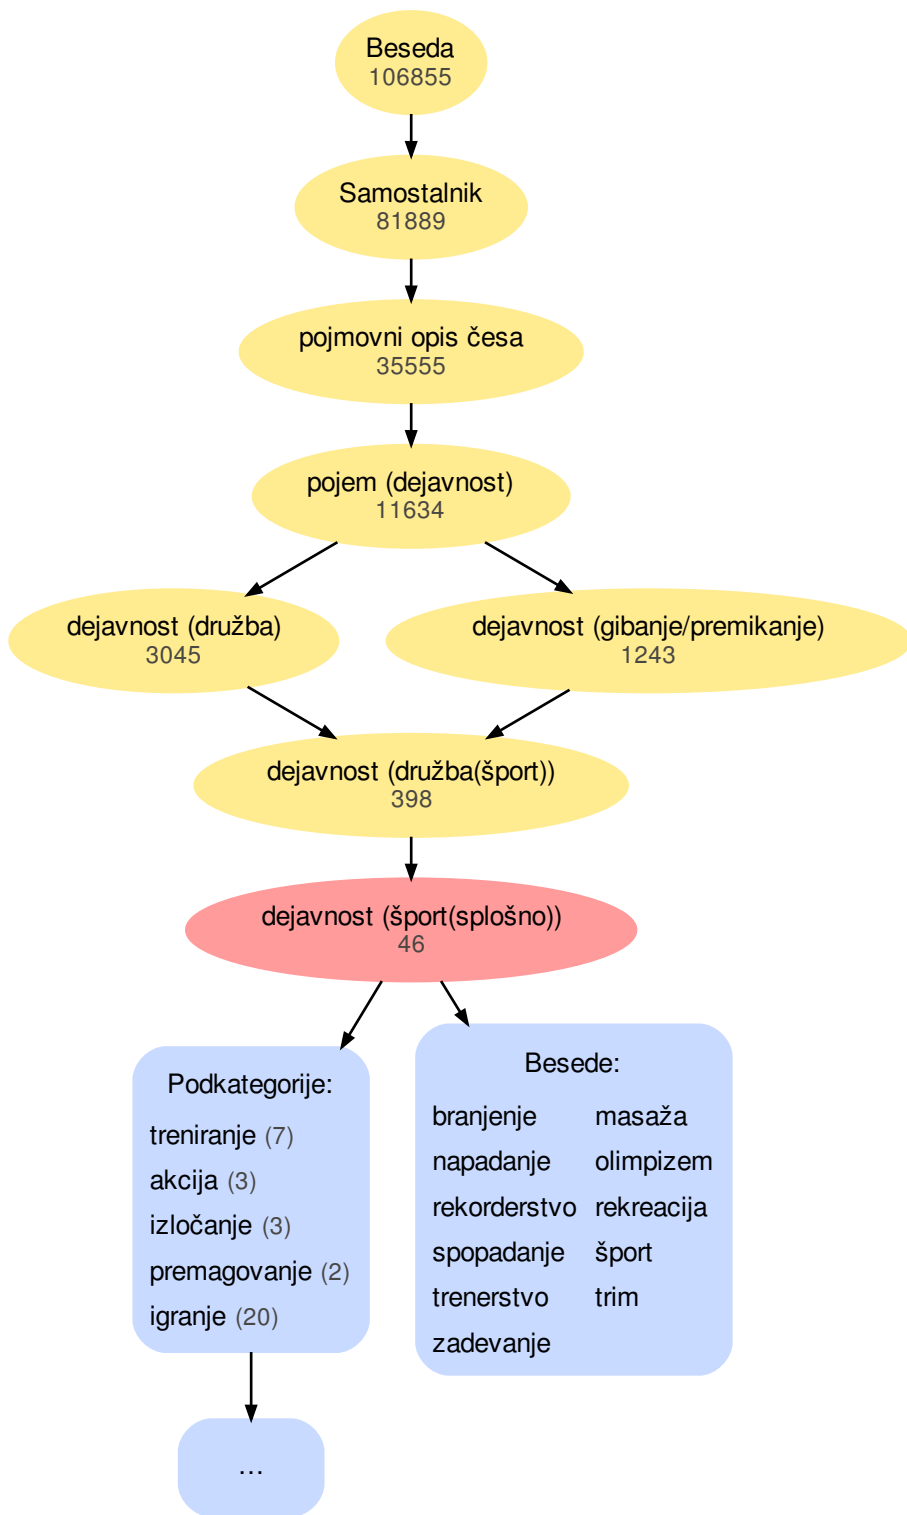 Beseda
106855
Samostalnik
81889
pojmovni opis česa
35555
pojem (dejavnost)
11634
dejavnost (družba)
3045
dejavnost (gibanje/premikanje)
1243
dejavnost (družba(šport))
398
dejavnost (šport(splošno))
46
Podkategorije:
treniranje (7)
akcija (3)
izločanje (3)
premagovanje (2)
igranje (20)
Besede:
branjenje masaža
napadanje olimpizem
rekorderstvo rekreacija
spopadanje šport
trenerstvo trim
zadevanje
...